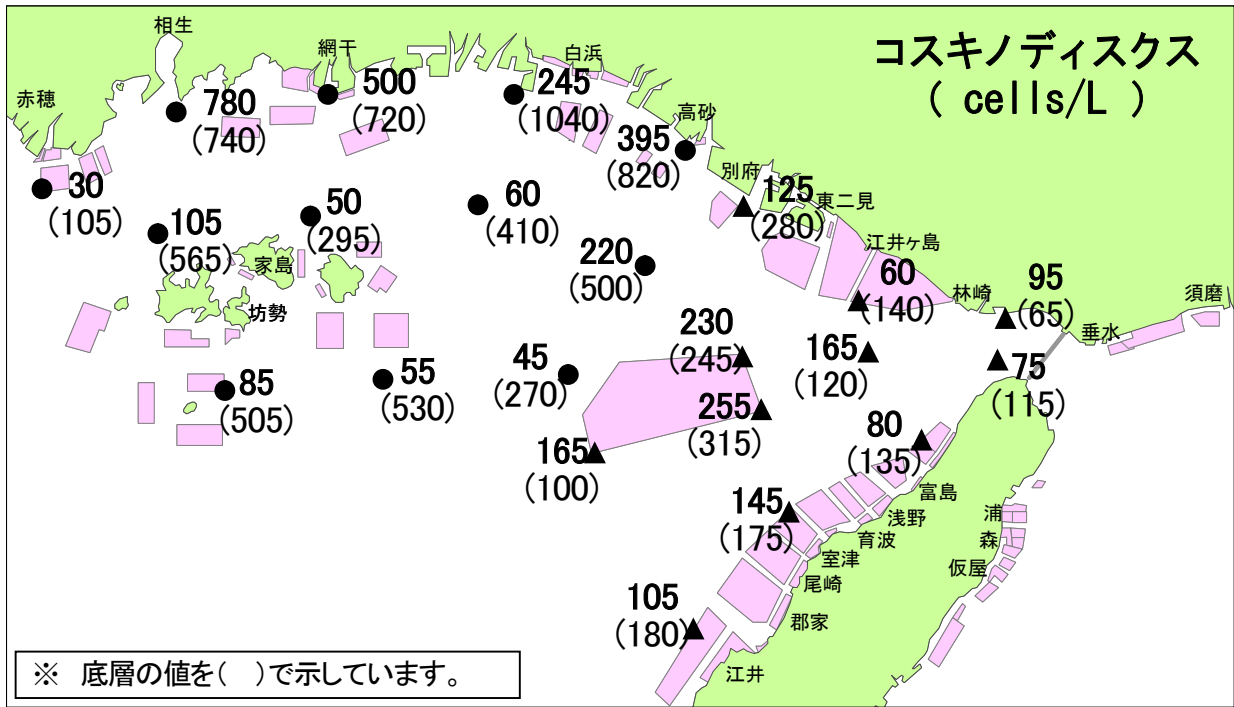 コスキノディスクス
( cells/L )
相生
網干
白浜
赤穂
高砂
別府
東二見
江井ヶ島
林崎
須磨
垂水
家島
坊勢
富島
浅野
育波
室津
尾崎
郡家
江井
浦
森
仮屋
780
(740)
500
(720)
245
(1040)
395
(820)
30
(105)
105
(565)
50
(295)
60
(410)
220
(500)
125
(280)
60
(140)
95
(65)
75
(115)
165
(120)
230
(245)
255
(315)
45
(270)
165
(100)
55
(530)
85
(505)
80
(135)
145
(175)
105
(180)
※ 底層の値を( )で示しています。